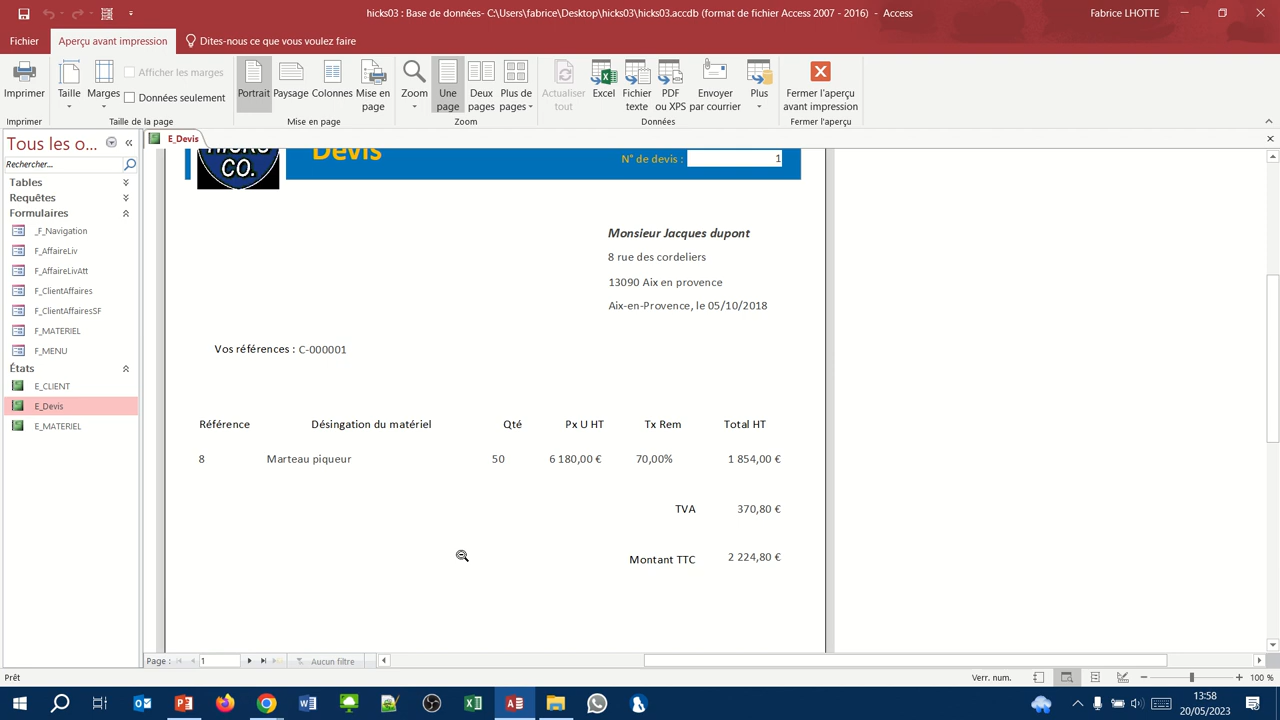 hicks03 : Base de données- C:\Users\fabrice\Desktop\hicks03\hicks03.accdb (format de fichier Access 2007 - 2016) - Access
Fabrice LHOTTE
Fichier
Aperçu avant impression
Dites-nous ce que vous voulez faire
Imprimer
Taille
Marges
Afficher les marges
Données seulement
Portrait
Paysage
Colonnes
Mise en page
Zoom
Une page
Deux pages
Plus de pages
Actualiser tout
Excel
Fichier texte
PDF ou XPS
Envoyer par courrier
Plus
Fermer l'aperçu avant impression
Imprimer
Taille de la page
Mise en page
Zoom
Données
Fermer l'aperçu
Tous les o...
Rechercher...
Tables
Requêtes
Formulaires
_F_Navigation
F_AffaireLiv
F_AffaireLivAtt
F_ClientAffaires
F_ClientAffairesSF
F_MATERIEL
F_MENU
États
E_CLIENT
E_Devis
E_MATERIEL
E_Devis
CO.
Devis
N° de devis : 1
Monsieur Jacques dupont
8 rue des cordeliers
13090 Aix en provence
Aix-en-Provence, le 05/10/2018
Vos références : C-000001
Référence Désingation du matériel Qté Px U HT Tx Rem Total HT
8 Marteau piqueur 50 6 180,00 € 70,00% 1 854,00 €
TVA 370,80 €
Montant TTC 2 224,80 €
Page : 1
Aucun filtre
Prêt
Verr. num.
100 %
13:58
20/05/2023